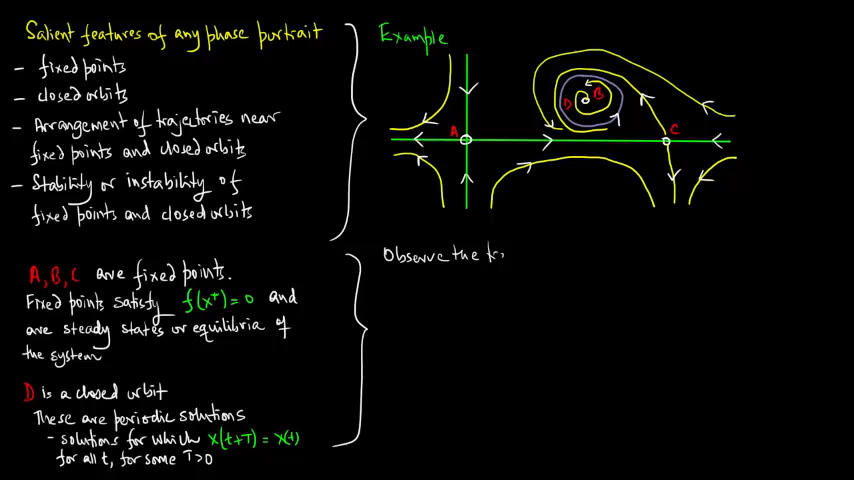 Salient features of any phase portrait
- fixed points
- closed orbits
- Arrangement of trajectories near
fixed points and closed orbits
- Stability or instability of
fixed points and closed orbits
A, B, C are fixed points.
Fixed points satisfy f(x*) = 0 and
are steady states or equilibria of
the system
D is a closed orbit
These are periodic solutions
- solutions for which x(t+T) = x(t)
for all t, for some T>0
Example
A
D
B
C
Observe the